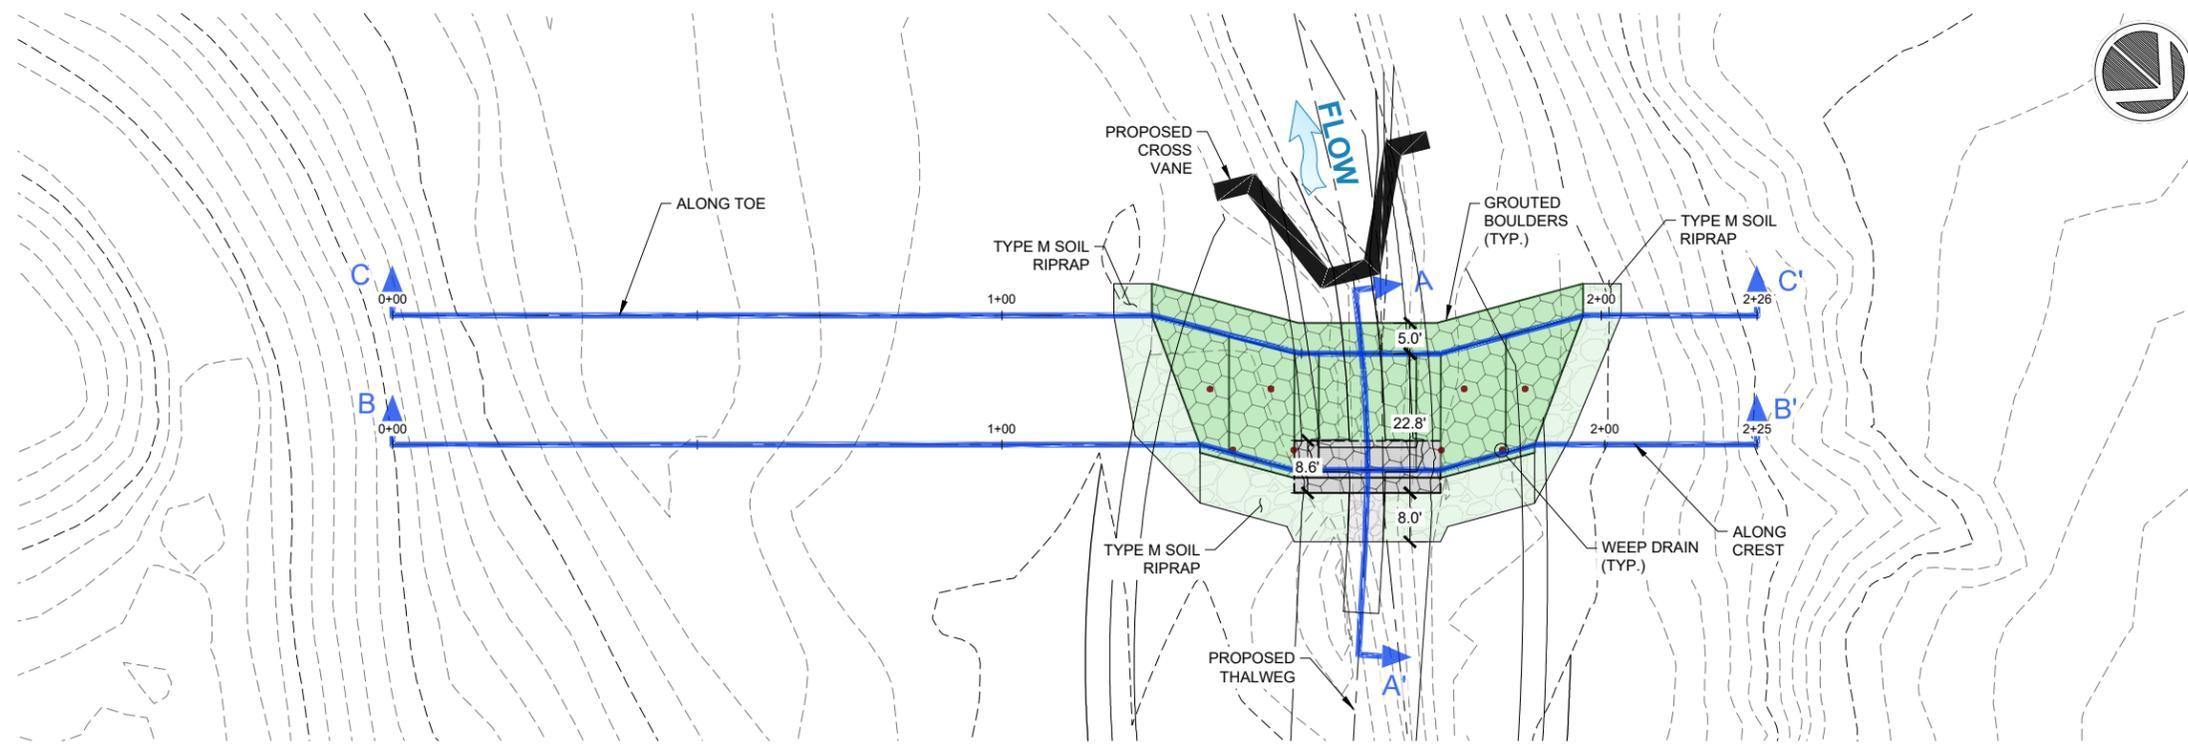 PROPOSED
CROSS
VANE
FLOW
ALONG TOE
GROUTED
BOULDERS
(TYP.)
TYPE M SOIL
RIPRAP
TYPE M SOIL
RIPRAP
C
0+00
1+00
A
2+00
2+26
C'
5.0'
B
0+00
1+00
22.8'
2+00
2+25
B'
8.6'
8.0'
TYPE M SOIL
RIPRAP
WEEP DRAIN
(TYP.)
ALONG
CREST
PROPOSED
THALWEG
A'